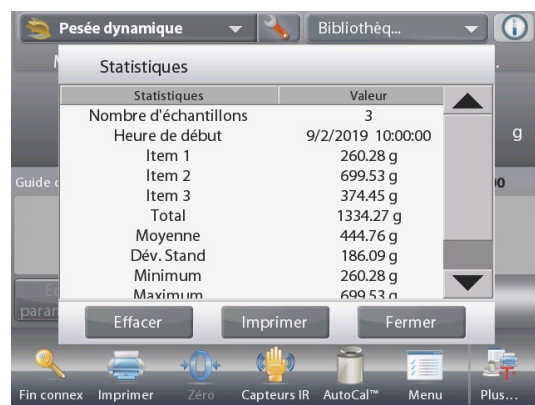 Pesée dynamique Bibliothèq...
Statistiques
Statistiques Valeur
Nombre d'échantillons 3
Heure de début 9/2/2019 10:00:00
Item 1 260.28 g
Item 2 699.53 g
Item 3 374.45 g
Total 1334.27 g
Moyenne 444.76 g
Dév. Stand 186.09 g
Minimum 260.28 g
Maximum 699.53 g
g
Guide
Effacer Imprimer Fermer
Fin connex Imprimer Zéro Capteurs IR AutoCal™ Menu Plus...